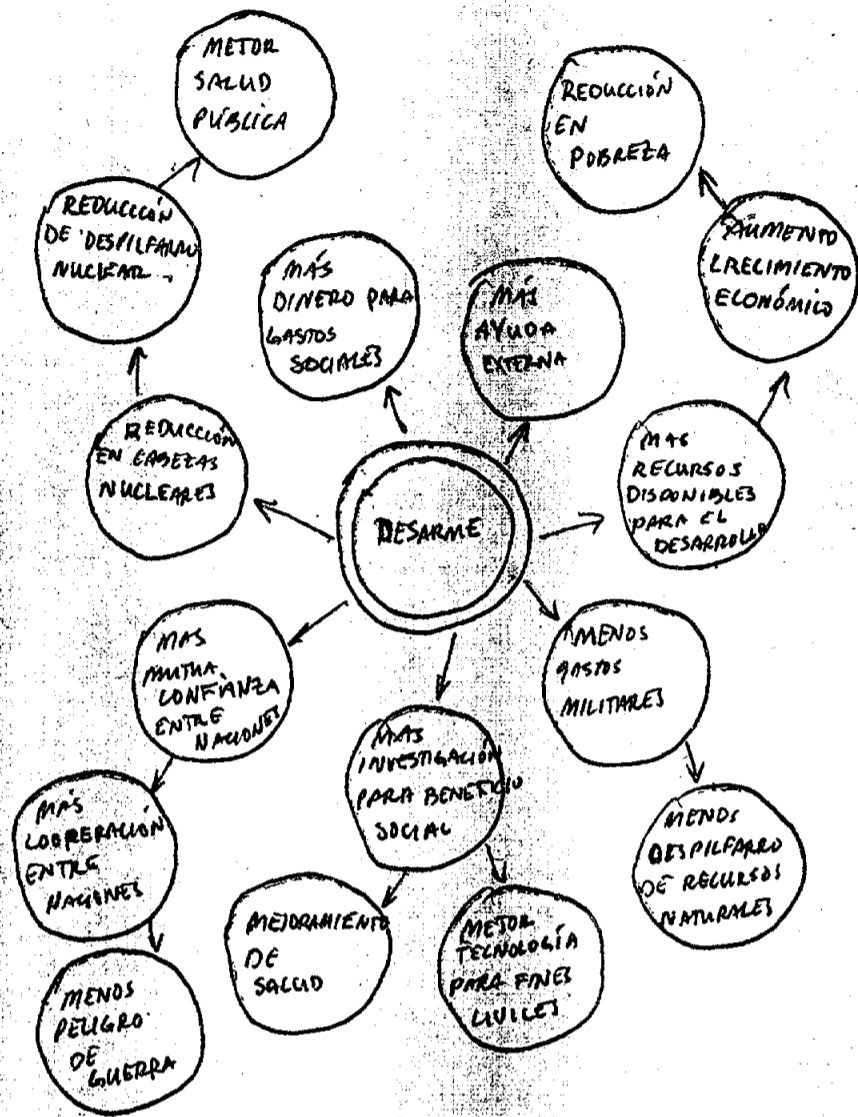 MEJOR
SALUD
PÚBLICA
REDUCCIÓN
EN
POBREZA
REDUCCIÓN
DE DESPILFARRO
NUCLEAR
MÁS
DINERO PARA
GASTOS
SOCIALES
MÁS
AYUDA
EXTERNA
AUMENTO
CRECIMIENTO
ECONÓMICO
REDUCCIÓN
EN CABEZAS
NUCLEARES
DESARME
MAS
RECURSOS
DISPONIBLES
PARA EL
DESARROLLO
MAS
MUTUA
CONFIANZA
ENTRE
NACIONES
MAS
INVESTIGACIÓN
PARA BENEFICIO
SOCIAL
MENOS
GASTOS
MILITARES
MÁS
COOPERACIÓN
ENTRE
NACIONES
MENOS
DESPILFARRO
DE RECURSOS
NATURALES
MEJORAMIENTO
DE
SALUD
MEJOR
TECNOLOGÍA
PARA FINES
CIVILES
MENOS
PELIGRO
DE
GUERRA